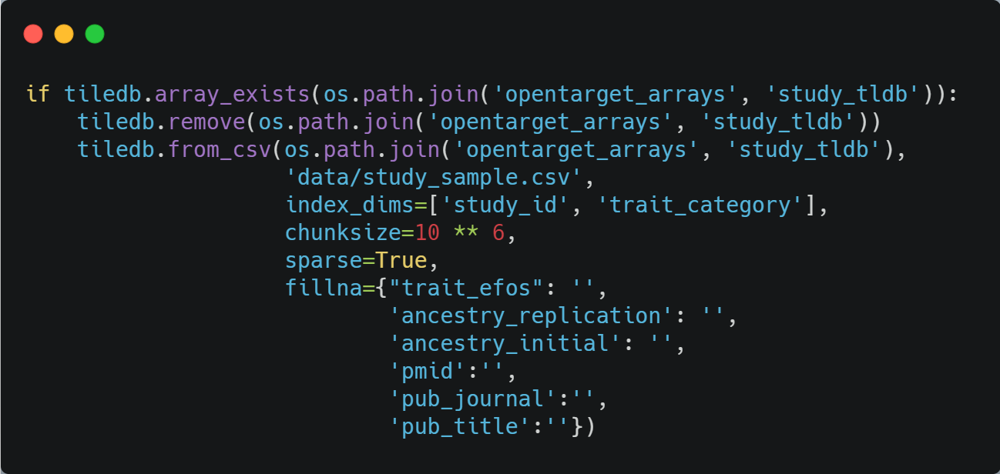 if tiledb.array_exists(os.path.join('opentarget_arrays', 'study_tldb')):
    tiledb.remove(os.path.join('opentarget_arrays', 'study_tldb'))
    tiledb.from_csv(os.path.join('opentarget_arrays', 'study_tldb'),
                    'data/study_sample.csv',
                    index_dims=['study_id', 'trait_category'],
                    chunksize=10 ** 6,
                    sparse=True,
                    fillna={"trait_efos": '',
                            'ancestry_replication': '',
                            'ancestry_initial': '',
                            'pmid':'',
                            'pub_journal':'',
                            'pub_title':''})